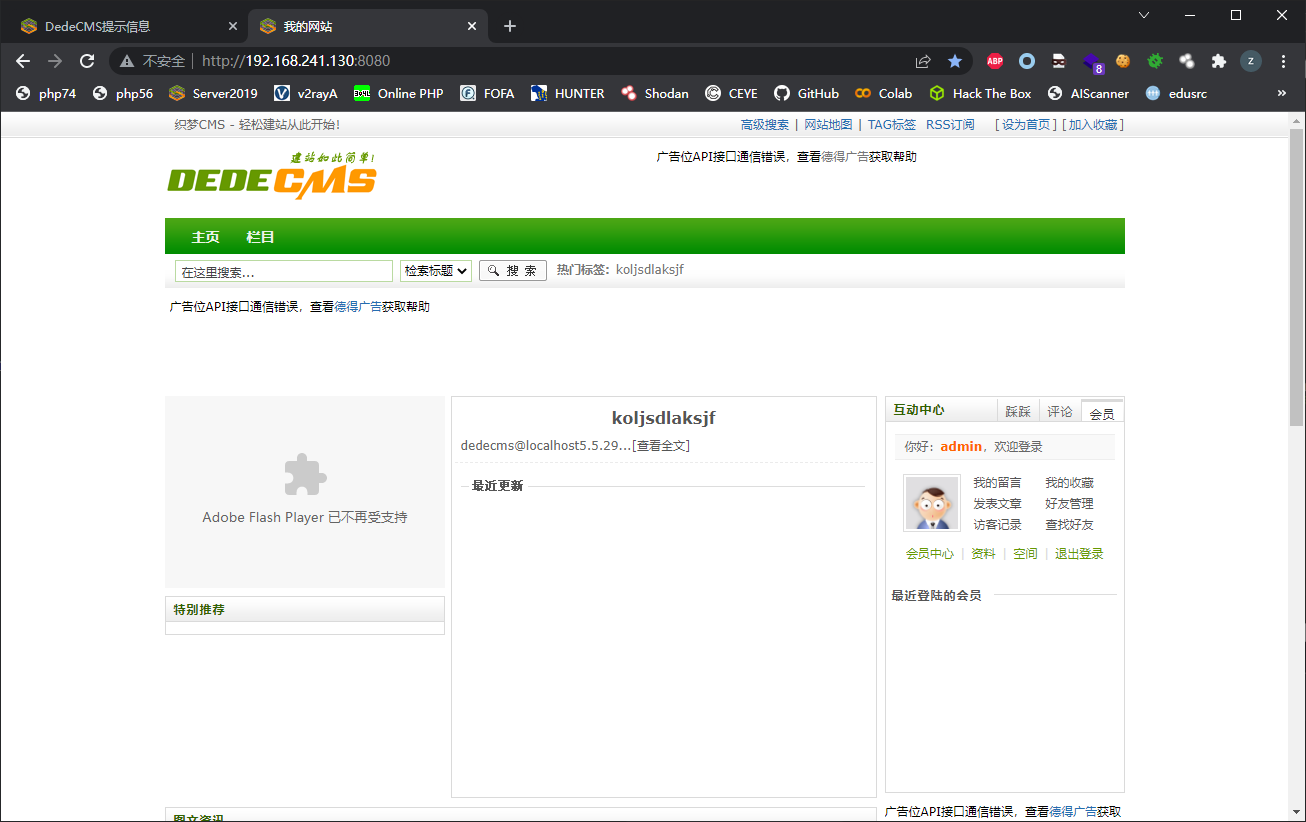 DedeCMS提示信息
我的网站
不安全 http://192.168.241.130:8080
ABP
8
z
php74 php56 Server2019 v2rayA Online PHP FOFA HUNTER Shodan CEYE GitHub Colab Hack The Box AIScanner edusrc »
织梦CMS - 轻松建站从此开始!
高级搜索 | 网站地图 | TAG标签 RSS订阅 [ 设为首页 ] [ 加入收藏 ]
建站如此简单!
DEDECMS
广告位API接口通信错误，查看德得广告获取帮助
主页 栏目
在这里搜索... 检索标题 搜 索 热门标签: koljsdlaksjf
广告位API接口通信错误，查看德得广告获取帮助
Adobe Flash Player 已不再受支持
特别推荐
koljsdlaksjf
dedecms@localhost5.5.29...[查看全文]
最近更新
互动中心 踩踩 评论 会员
你好：admin，欢迎登录
我的留言 我的收藏
发表文章 好友管理
访客记录 查找好友
会员中心 | 资料 | 空间 | 退出登录
最近登陆的会员
图文资讯
广告位API接口通信错误，查看德得广告获取